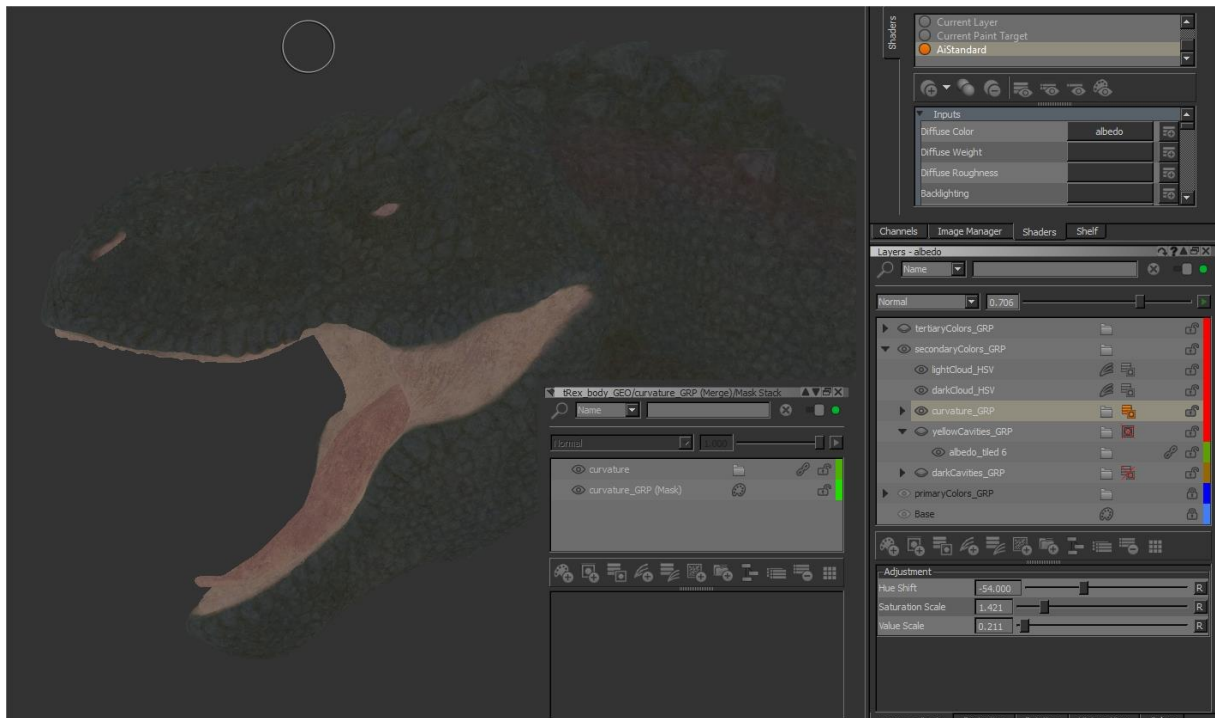 Shaders
Current Layer
Current Paint Target
AiStandard
Inputs
Diffuse Color albedo
Diffuse Weight
Diffuse Roughness
Backlighting
Channels Image Manager Shaders Shelf
Layers - albedo
Name
Normal 0.706
tertiaryColors_GRP
secondaryColors_GRP
lightCloud_HSV
darkCloud_HSV
curvature_GRP
yellowCavities_GRP
albedo_tiled 6
darkCavities_GRP
primaryColors_GRP
Base
Adjustment
Hue Shift -54.000 R
Saturation Scale 1.421 R
Value Scale 0.211 R
tRex_body_GEO/curvature_GRP (Merge)/Mask Stack
Name
Normal 1.000
curvature
curvature_GRP (Mask)